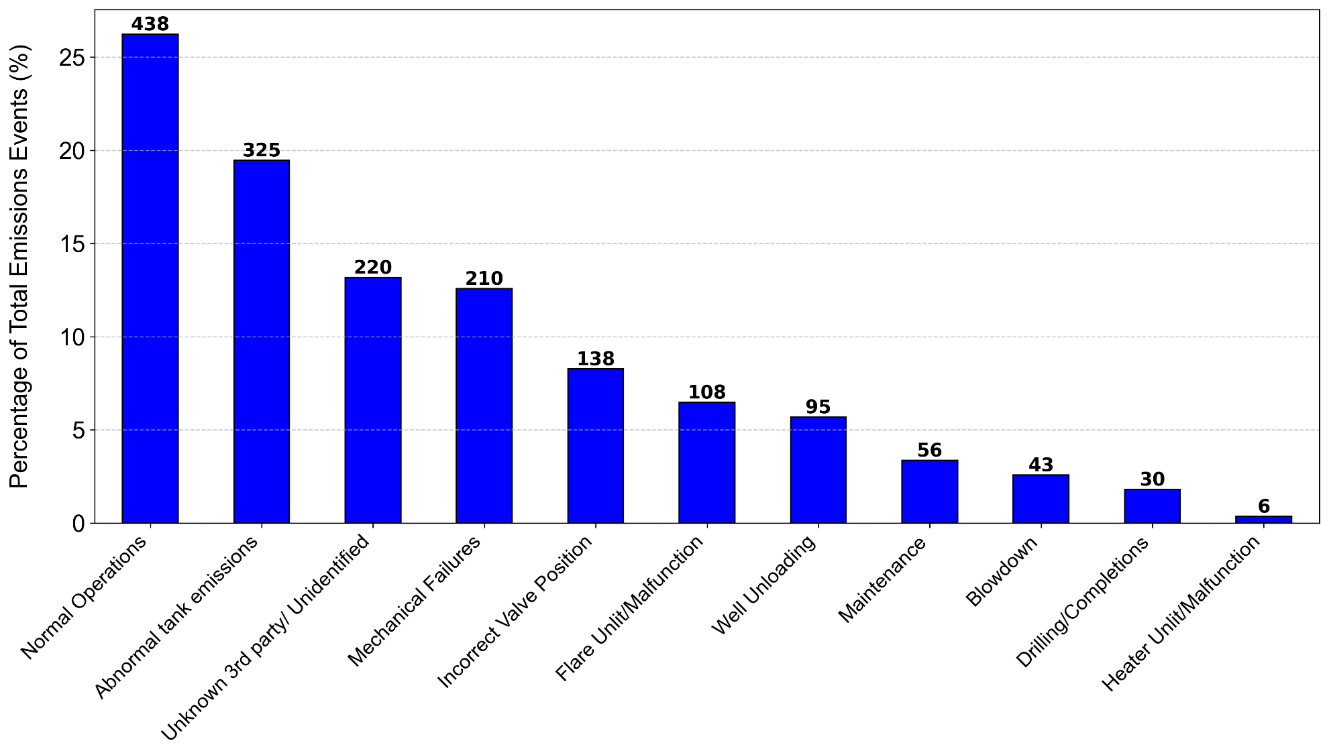 Percentage of Total Emissions Events (%)
25
20
15
10
5
0
438
325
220
210
138
108
95
56
43
30
6
Normal Operations
Abnormal tank emissions
Unknown 3rd party/ Unidentified
Mechanical Failures
Incorrect Valve Position
Flare Unlit/Malfunction
Well Unloading
Maintenance
Blowdown
Drilling/Completions
Heater Unlit/Malfunction